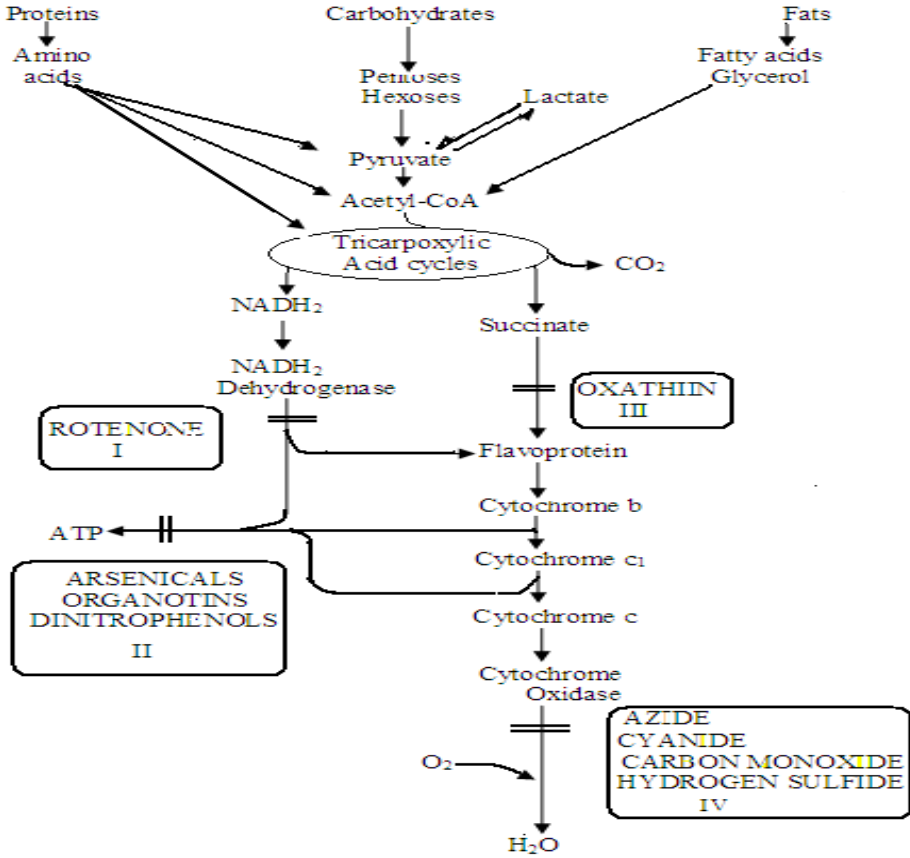 Proteins
Carbohydrates
Fats
Amino
acids
Pentoses
Hexoses
Lactate
Fatty acids
Glycerol
Pyruvate
Acetyl-CoA
Tricarpoxylic
Acid cycles
CO2
NADH2
Succinate
NADH2
Dehydrogenase
OXATHIIN
III
ROTENONE
I
Flavoprotein
Cytochrome b
ATP
Cytochrome c1
ARSENICALS
ORGANOTINS
DINITROPHENOLS
II
Cytochrome c
Cytochrome
Oxidase
AZIDE
CYANIDE
CARBON MONOXIDE
HYDROGEN SULFIDE
IV
O2
H2O